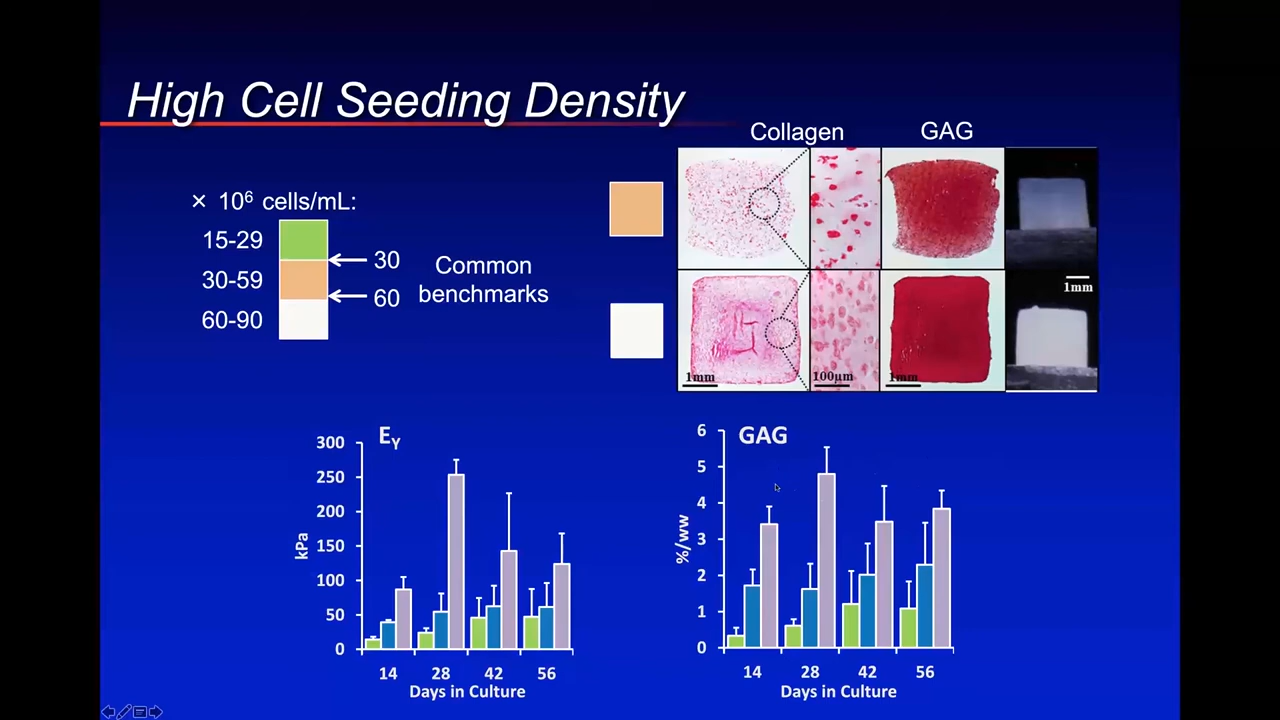 High Cell Seeding Density
Collagen GAG
× 10⁶ cells/mL:
15-29
30-59
60-90
30
60
Common
benchmarks
1mm
1mm 100µm 1mm
E_Y
300
250
200
150
100
50
0
kPa
14 28 42 56
Days in Culture
GAG
6
5
4
3
2
1
0
%/ww
14 28 42 56
Days in Culture